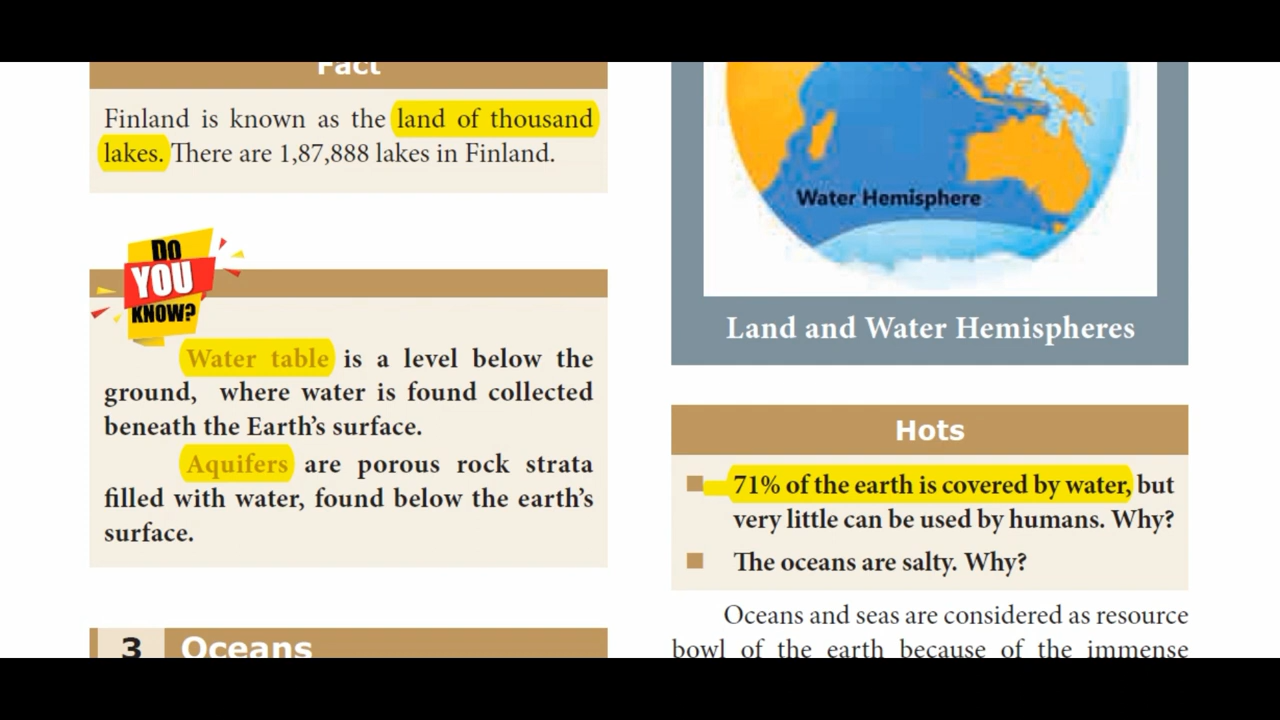 Fact
Finland is known as the land of thousand
lakes. There are 1,87,888 lakes in Finland.
DO
YOU
KNOW?
Water table is a level below the
ground, where water is found collected
beneath the Earth's surface.
Aquifers are porous rock strata
filled with water, found below the earth's
surface.
3 Oceans
Water Hemisphere
Land and Water Hemispheres
Hots
71% of the earth is covered by water, but
very little can be used by humans. Why?
The oceans are salty. Why?
Oceans and seas are considered as resource
bowl of the earth because of the immense